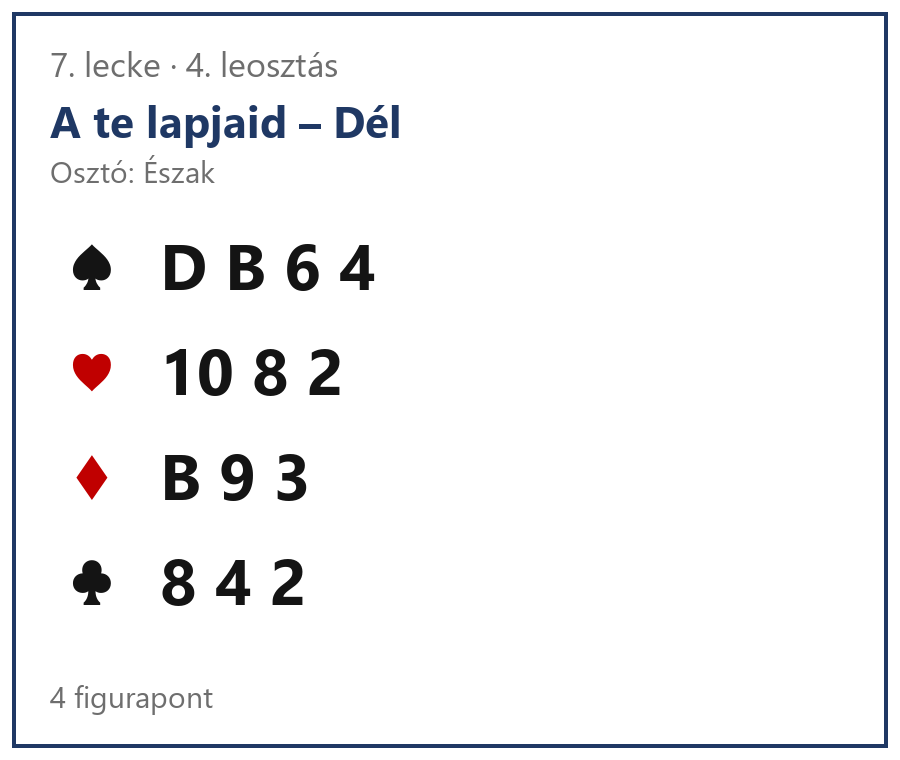 7. lecke · 4. leosztás
A te lapjaid – Dél
Osztó: Észak
♠ D B 6 4
♥ 10 8 2
♦ B 9 3
♣ 8 4 2
4 figurapont